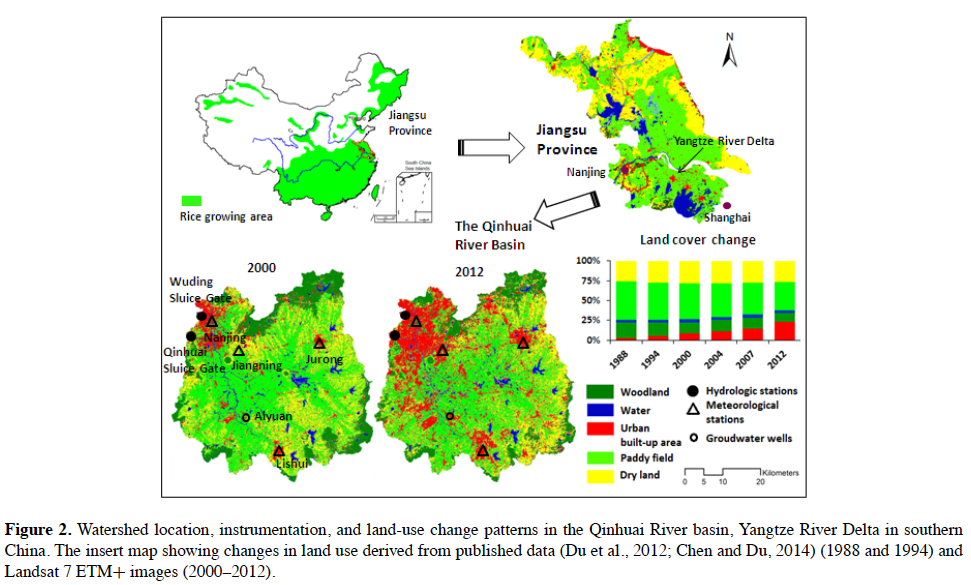 Jiangsu
Province
South China
Sea Islands
Rice growing area
N
Jiangsu
Province
Yangtze River Delta
Nanjing
Shanghai
The Qinhuai
River Basin
Land cover change
2000
2012
Wuding
Sluice Gate
Nanjing
Qinhuai
Sluice Gate
Jiangning
Jurong
Aiyuan
Lishui
100%
75%
50%
25%
0%
1988
1994
2000
2004
2007
2012
Woodland
Water
Urban
built-up area
Paddy field
Dry land
Hydrologic stations
Meteorological
stations
Groudwater wells
Kilometers
0 5 10 20
Figure 2. Watershed location, instrumentation, and land-use change patterns in the Qinhuai River basin, Yangtze River Delta in southern
China. The insert map showing changes in land use derived from published data (Du et al., 2012; Chen and Du, 2014) (1988 and 1994) and
Landsat 7 ETM+ images (2000–2012).